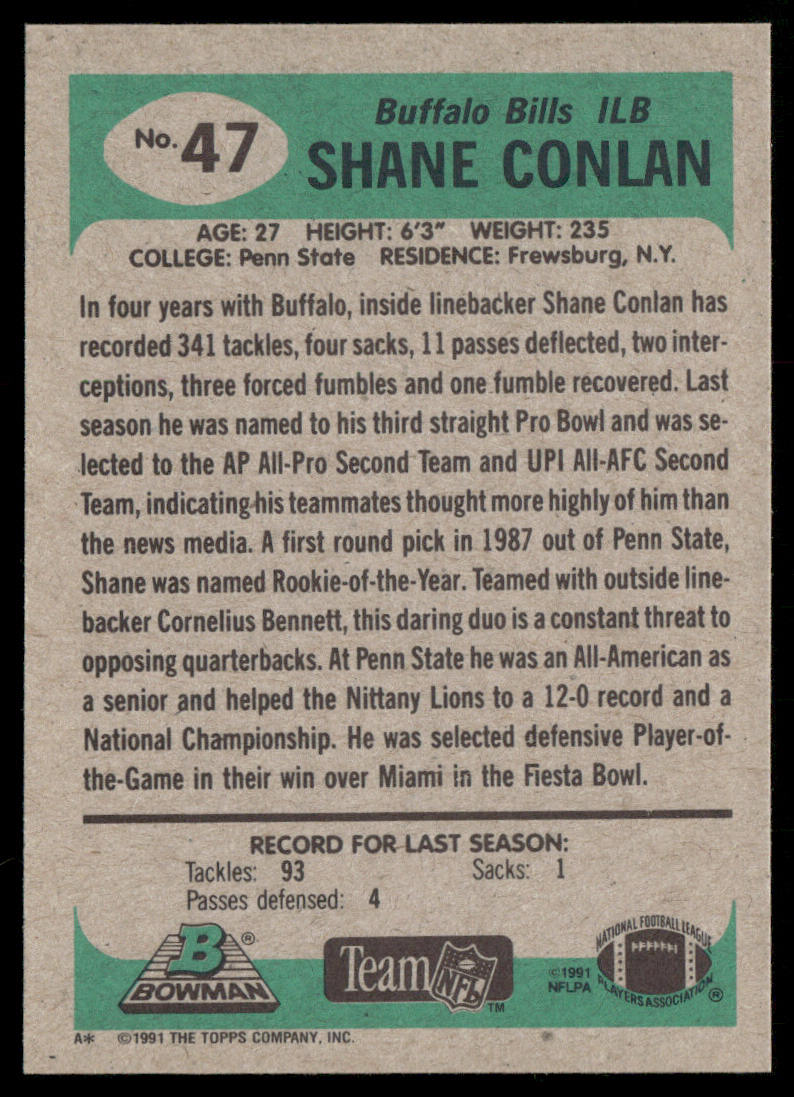 No. 47
Buffalo Bills ILB
SHANE CONLAN
AGE: 27 HEIGHT: 6'3" WEIGHT: 235
COLLEGE: Penn State RESIDENCE: Frewsburg, N.Y.
In four years with Buffalo, inside linebacker Shane Conlan has
recorded 341 tackles, four sacks, 11 passes deflected, two inter-
ceptions, three forced fumbles and one fumble recovered. Last
season he was named to his third straight Pro Bowl and was se-
lected to the AP All-Pro Second Team and UPI All-AFC Second
Team, indicating his teammates thought more highly of him than
the news media. A first round pick in 1987 out of Penn State,
Shane was named Rookie-of-the-Year. Teamed with outside line-
backer Cornelius Bennett, this daring duo is a constant threat to
opposing quarterbacks. At Penn State he was an All-American as
a senior and helped the Nittany Lions to a 12-0 record and a
National Championship. He was selected defensive Player-of-
the-Game in their win over Miami in the Fiesta Bowl.
RECORD FOR LAST SEASON:
Tackles: 93 Sacks: 1
Passes defensed: 4
B ®
BOWMAN
Team NFL ™
©1991
NFLPA
NATIONAL FOOTBALL LEAGUE
PLAYERS ASSOCIATION ®
A* ©1991 THE TOPPS COMPANY, INC.